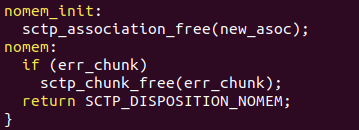 nomem_init:
  sctp_association_free(new_asoc);
nomem:
  if (err_chunk)
    sctp_chunk_free(err_chunk);
  return SCTP_DISPOSITION_NOMEM;
}